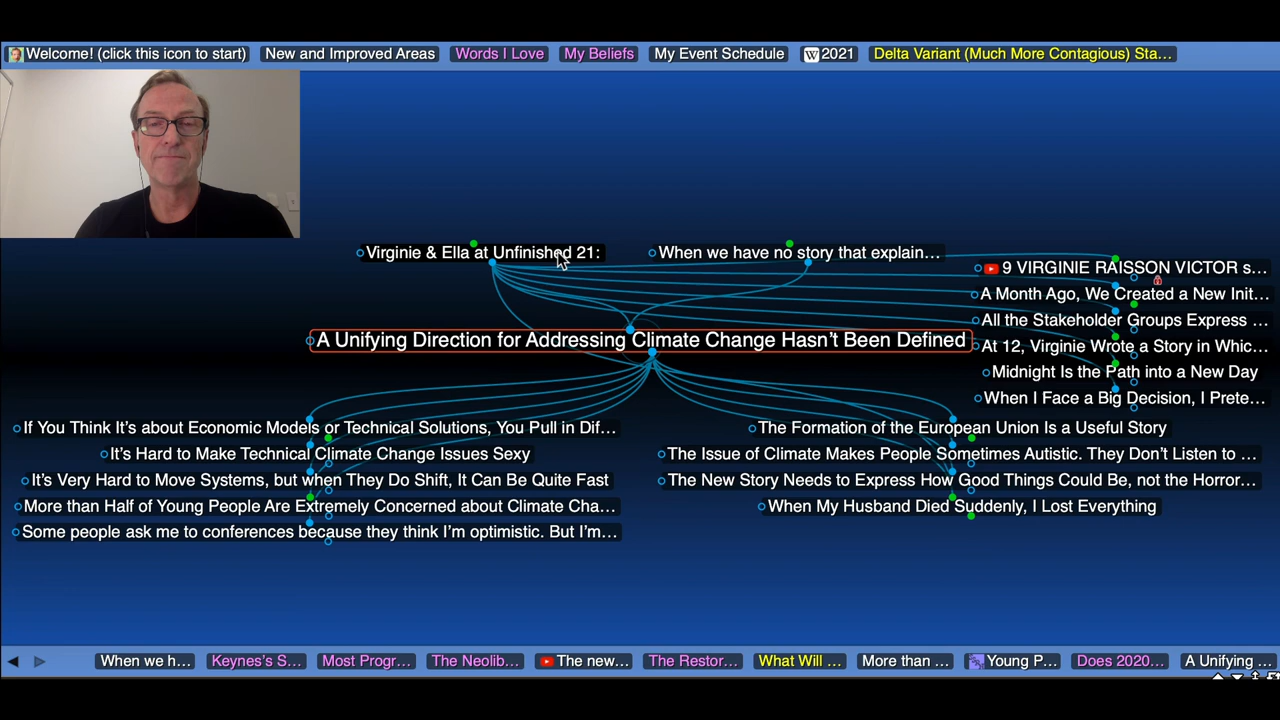 Welcome! (click this icon to start) New and Improved Areas Words I Love My Beliefs My Event Schedule W 2021 Delta Variant (Much More Contagious) Sta...
Virginie & Ella at Unfinished 21: When we have no story that explain...
9 VIRGINIE RAISSON VICTOR s...
A Month Ago, We Created a New Init...
All the Stakeholder Groups Express ...
A Unifying Direction for Addressing Climate Change Hasn't Been Defined
At 12, Virginie Wrote a Story in Whic...
Midnight Is the Path into a New Day
When I Face a Big Decision, I Prete...
If You Think It's about Economic Models or Technical Solutions, You Pull in Dif...
It's Hard to Make Technical Climate Change Issues Sexy
It's Very Hard to Move Systems, but when They Do Shift, It Can Be Quite Fast
More than Half of Young People Are Extremely Concerned about Climate Cha...
Some people ask me to conferences because they think I'm optimistic. But I'm...
The Formation of the European Union Is a Useful Story
The Issue of Climate Makes People Sometimes Autistic. They Don't Listen to ...
The New Story Needs to Express How Good Things Could Be, not the Horror...
When My Husband Died Suddenly, I Lost Everything
When we h... Keynes's S... Most Progr... The Neolib... The new... The Restor... What Will ... More than ... Young P... Does 2020... A Unifying ...